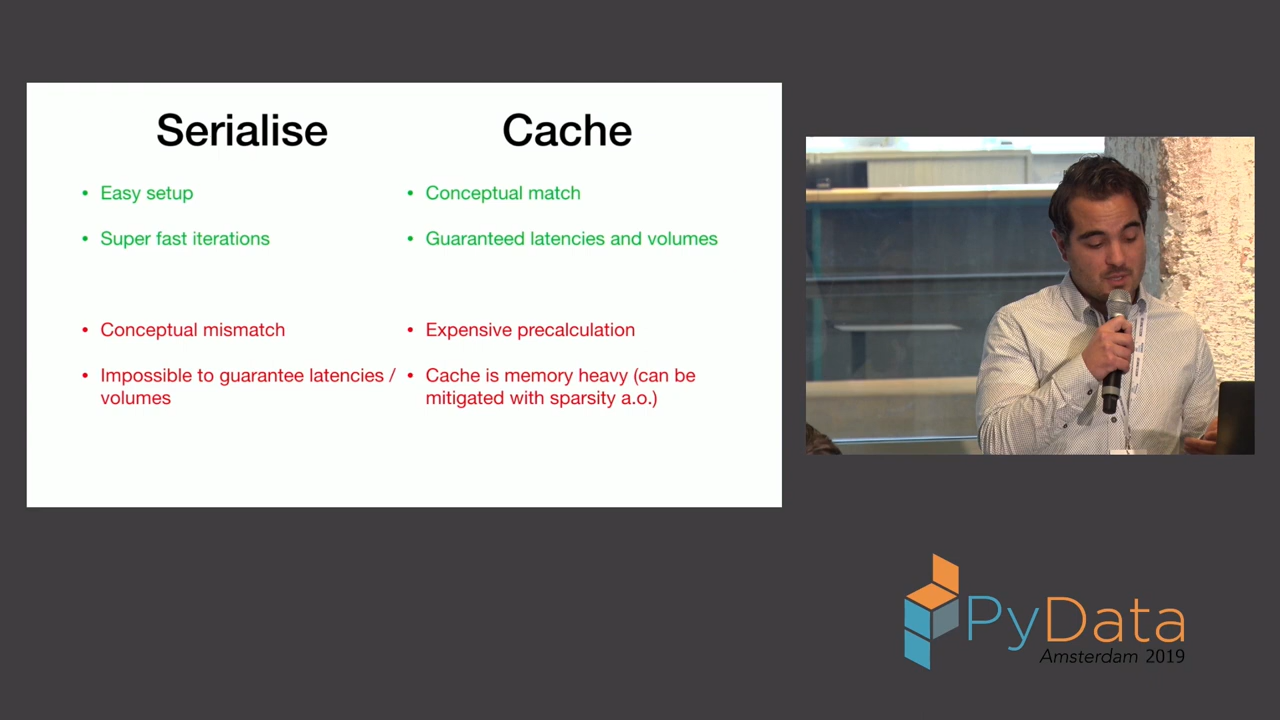 Serialise
• Easy setup
• Super fast iterations
• Conceptual mismatch
• Impossible to guarantee latencies /
volumes
Cache
• Conceptual match
• Guaranteed latencies and volumes
• Expensive precalculation
• Cache is memory heavy (can be
mitigated with sparsity a.o.)
PyData
Amsterdam 2019